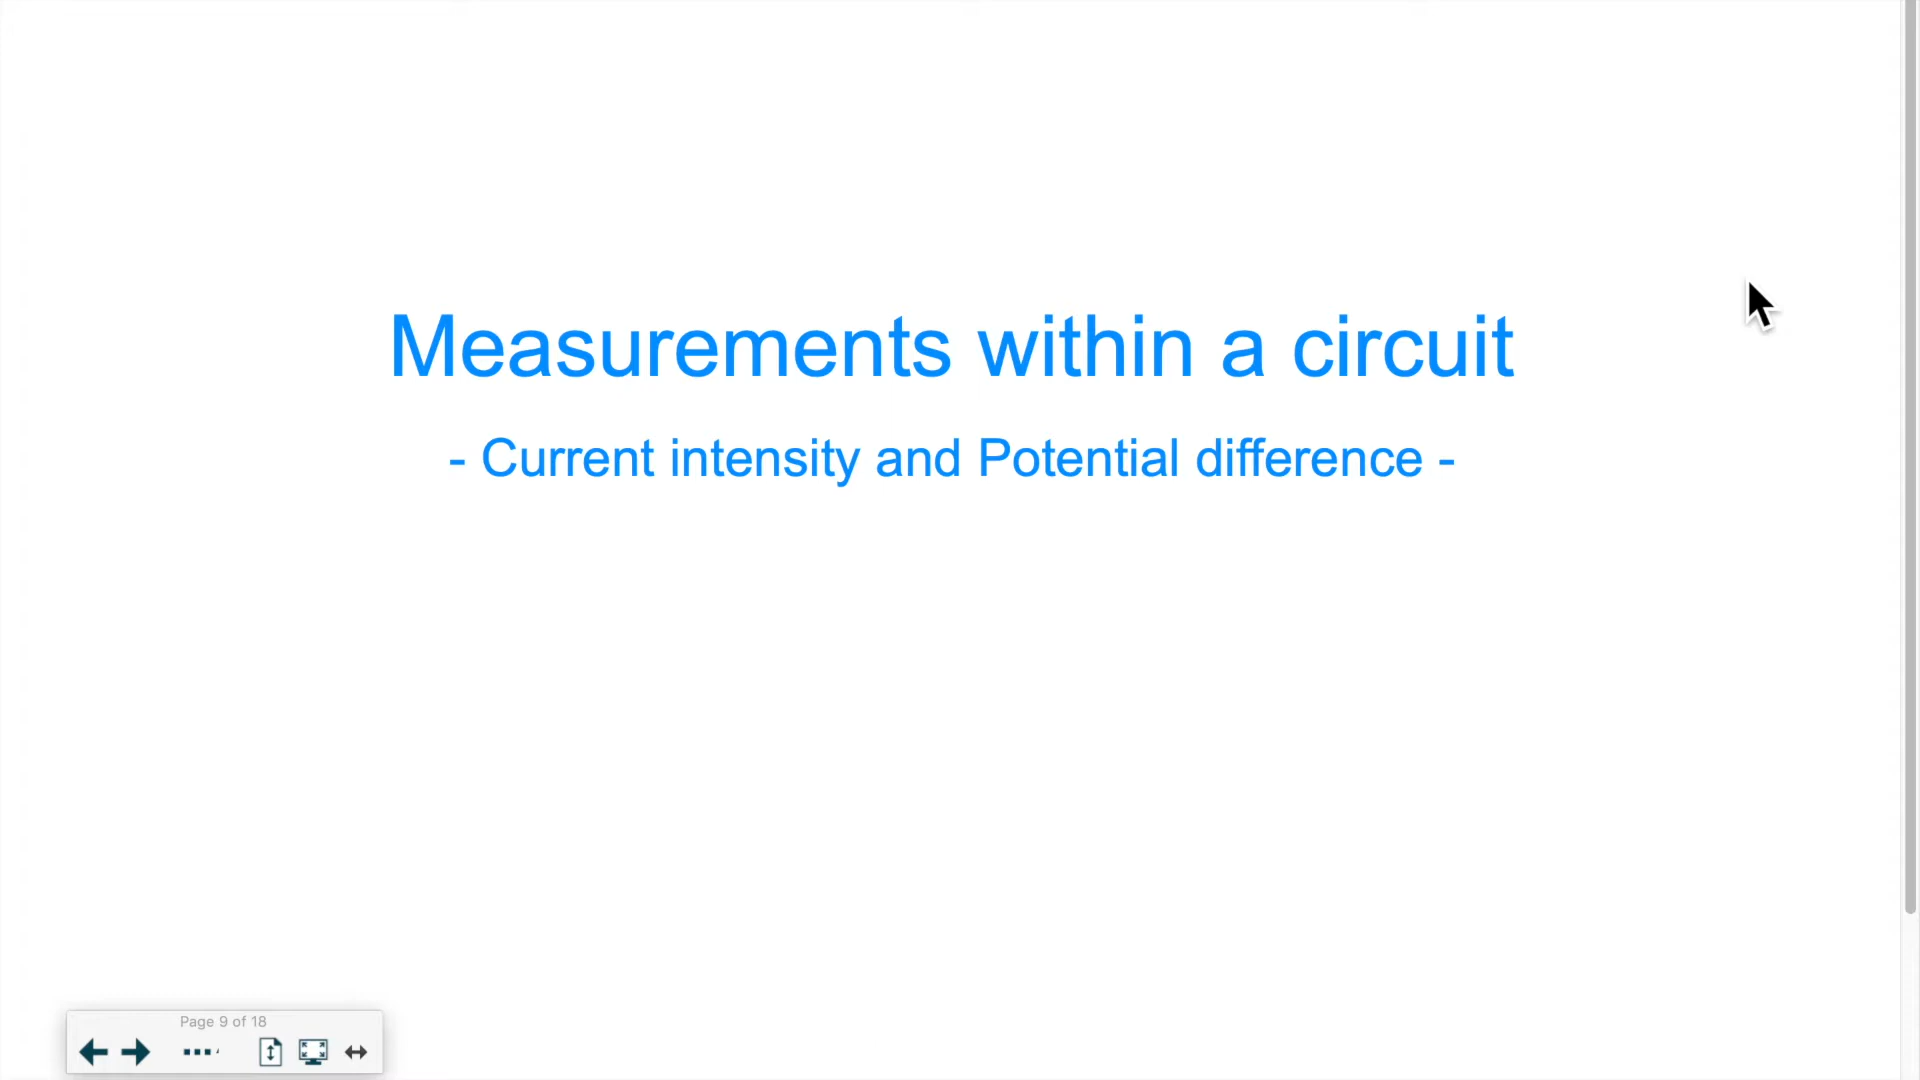 Measurements within a circuit
- Current intensity and Potential difference -
Page 9 of 18